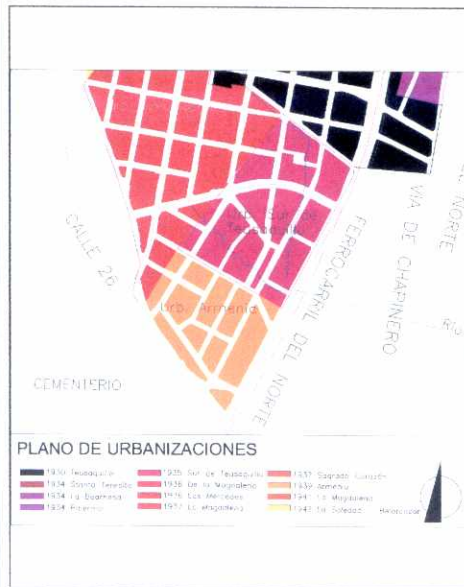 Urb. Sur de
Teusaquillo
CALLE 26
FERROCARRIL DEL NORTE
VIA DE CHAPINERO
NORTE
Urb. Armenia
CEMENTERIO
PLANO DE URBANIZACIONES
1930 Teusaquillo
1934 Santa Teresita
1934 La
1934
1935 Sur de Teusaquillo
1936 De la Magdalena
1936 Las Mercedes
1937 La Magdalena
1937 Sagrado Corazón
1939 Armenia
1941 La Magdalena
1943 La Soledad